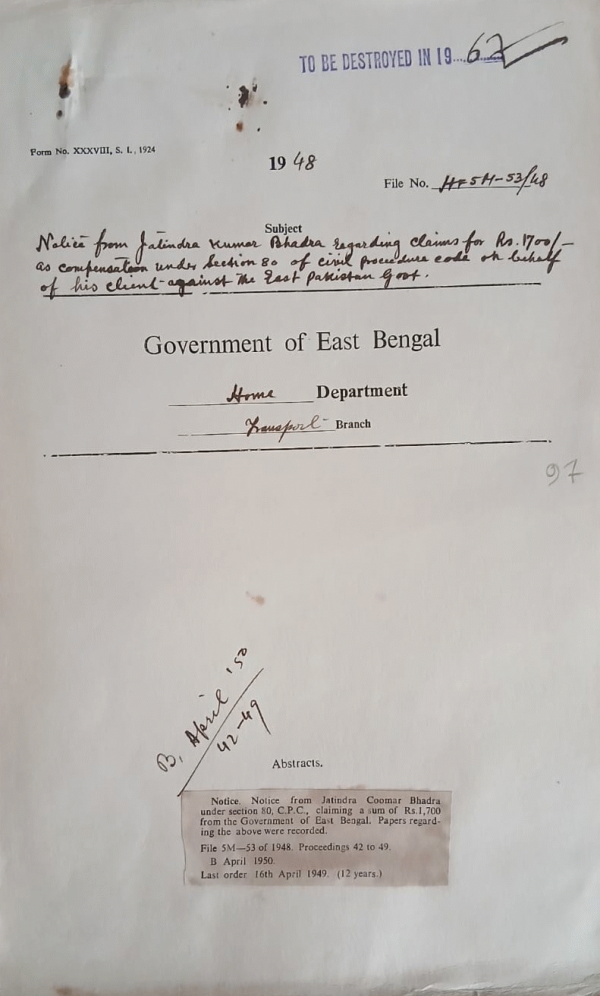 TO BE DESTROYED IN 19 62
Form No. XXXVIII, S. I., 1924
1948
File No. HF5M-53/48
Subject
Notice from Jatindra Kumar Bhadra regarding claims for Rs. 1700/-
as compensation under Section 80 of civil procedure code on behalf
of his client against the East Pakistan Govt.
Government of East Bengal
Home Department
Transport Branch
97
B, April '50
42-49
Abstracts.
Notice. Notice from Jatindra Coomar Bhadra
under section 80, C.P.C., claiming a sum of Rs.1,700
from the Government of East Bengal. Papers regard-
ing the above were recorded.
File 5M—53 of 1948. Proceedings 42 to 49.
B April 1950.
Last order 16th April 1949. (12 years.)